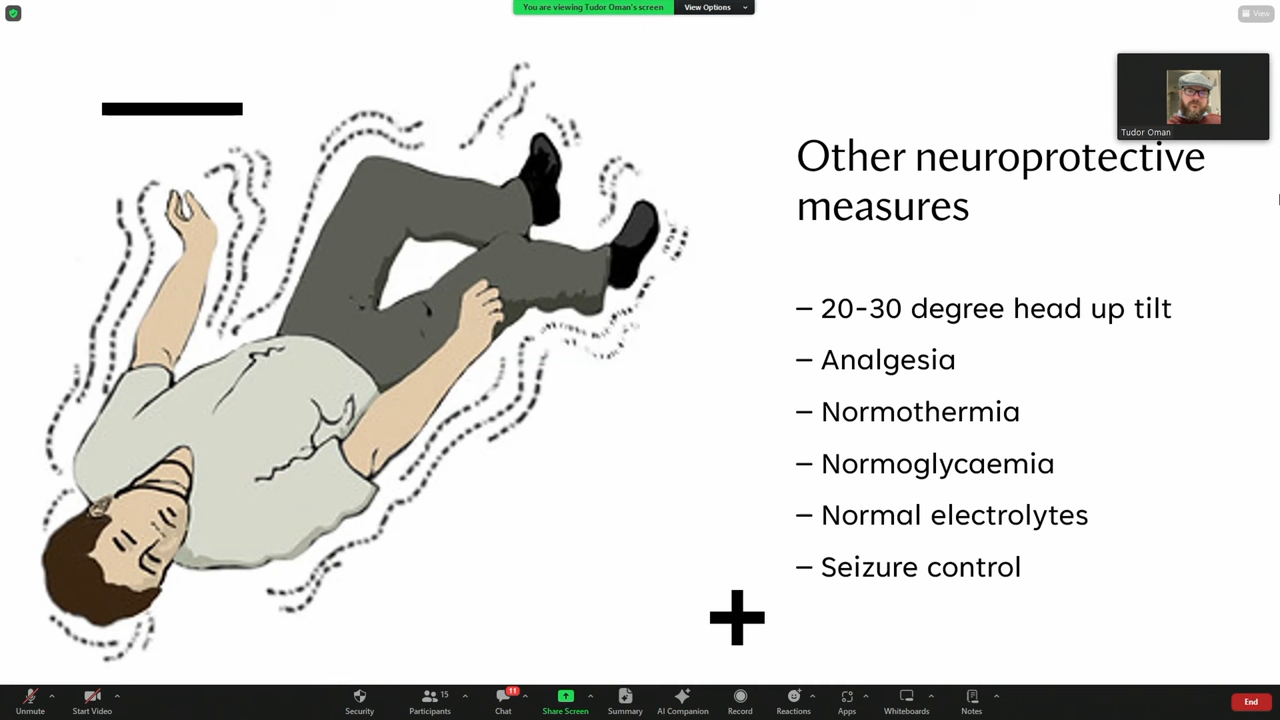 You are viewing Tudor Oman's screen
View Options
View
Tudor Oman
Other neuroprotective
measures
– 20-30 degree head up tilt
– Analgesia
– Normothermia
– Normoglycaemia
– Normal electrolytes
– Seizure control
Unmute
Start Video
Security
Participants
15
Chat
11
Share Screen
Summary
AI Companion
Record
Reactions
Apps
Whiteboards
Notes
End